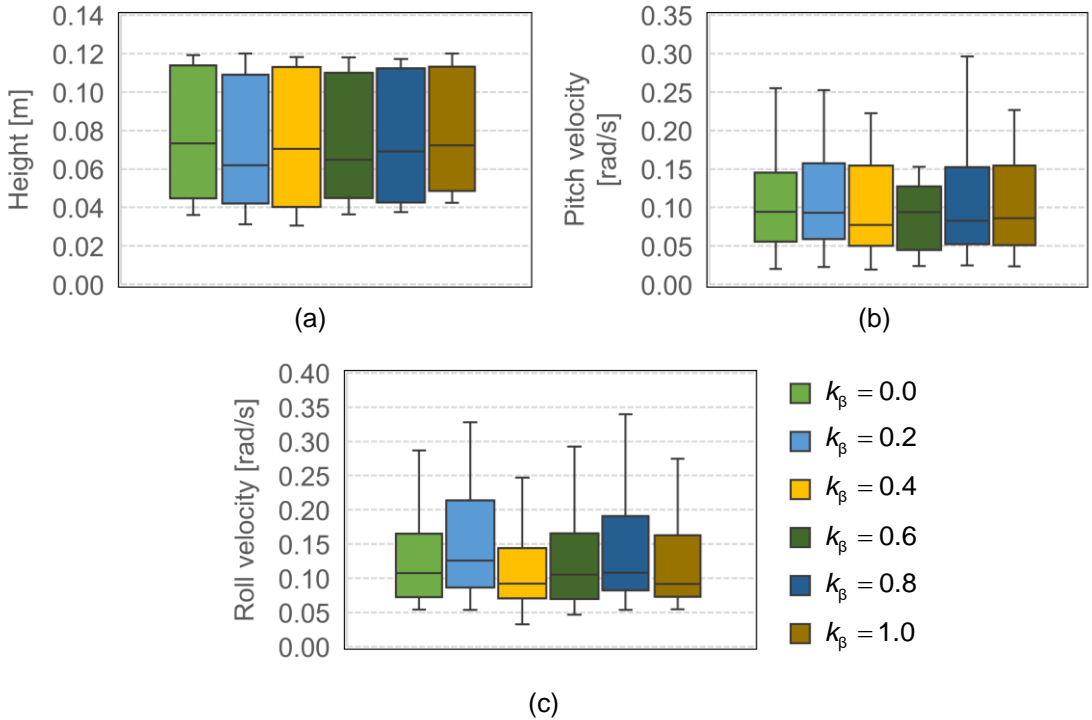 Height [m]
0.14
0.12
0.10
0.08
0.06
0.04
0.02
0.00
(a)
Pitch velocity
[rad/s]
0.35
0.30
0.25
0.20
0.15
0.10
0.05
0.00
(b)
Roll velocity [rad/s]
0.40
0.35
0.30
0.25
0.20
0.15
0.10
0.05
0.00
(c)
kβ = 0.0
kβ = 0.2
kβ = 0.4
kβ = 0.6
kβ = 0.8
kβ = 1.0